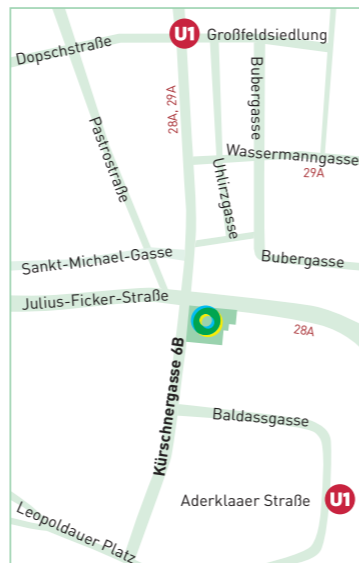 U1 Großfeldsiedlung
Dopschstraße
Bubergasse
28A, 29A
Pastrostraße
Wassermanngasse
29A
Uhlirzgasse
Sankt-Michael-Gasse
Bubergasse
Julius-Ficker-Straße
28A
Kürschnergasse 6B
Baldassgasse
Aderklaaer Straße U1
Leopoldauer Platz